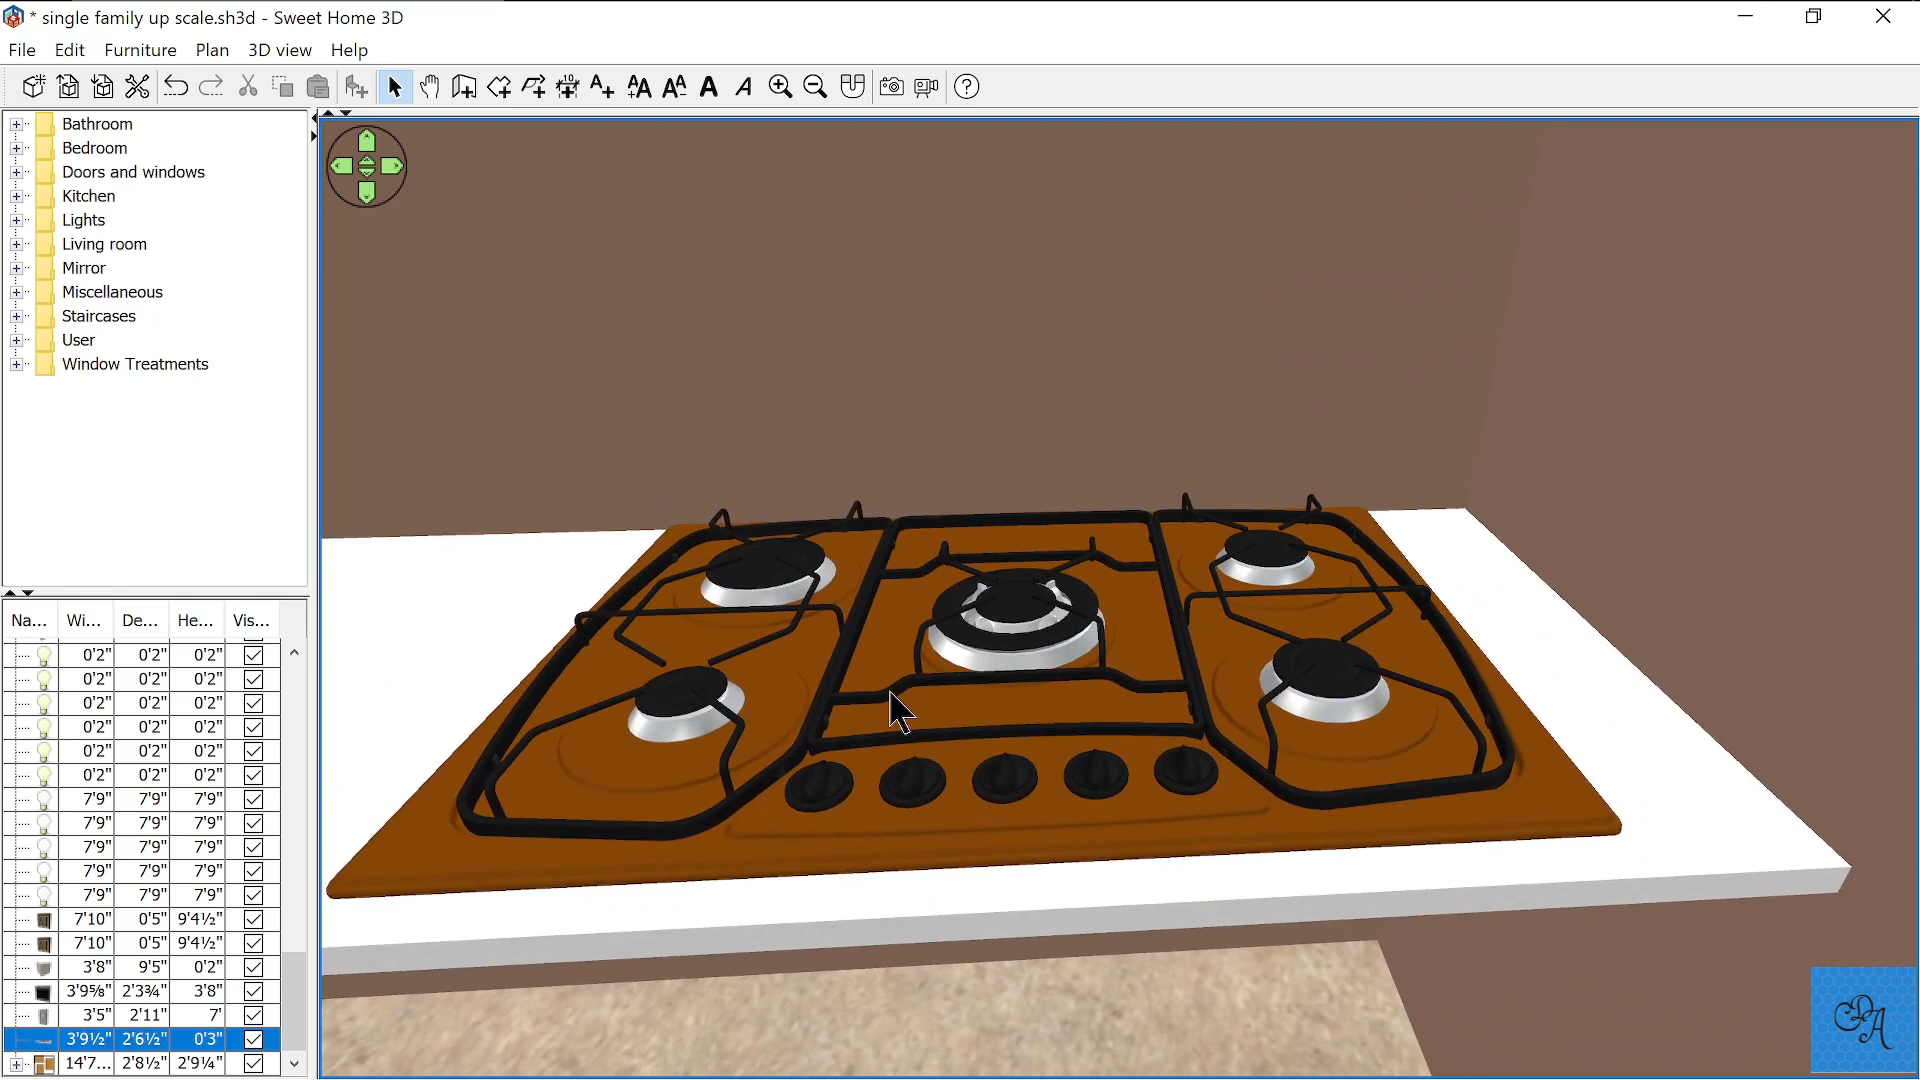 * single family up scale.sh3d - Sweet Home 3D
File Edit Furniture Plan 3D view Help
Bathroom
Bedroom
Doors and windows
Kitchen
Lights
Living room
Mirror
Miscellaneous
Staircases
User
Window Treatments
Na... Wi... De... He... Vis...
0'2" 0'2" 0'2"
0'2" 0'2" 0'2"
0'2" 0'2" 0'2"
0'2" 0'2" 0'2"
0'2" 0'2" 0'2"
0'2" 0'2" 0'2"
7'9" 7'9" 7'9"
7'9" 7'9" 7'9"
7'9" 7'9" 7'9"
7'9" 7'9" 7'9"
7'9" 7'9" 7'9"
7'10" 0'5" 9'4½"
7'10" 0'5" 9'4½"
3'8" 9'5" 0'2"
3'9⅝" 2'3¾" 3'8"
3'5" 2'11" 7'
3'9½" 2'6½" 0'3"
14'7... 2'8½" 2'9¼"